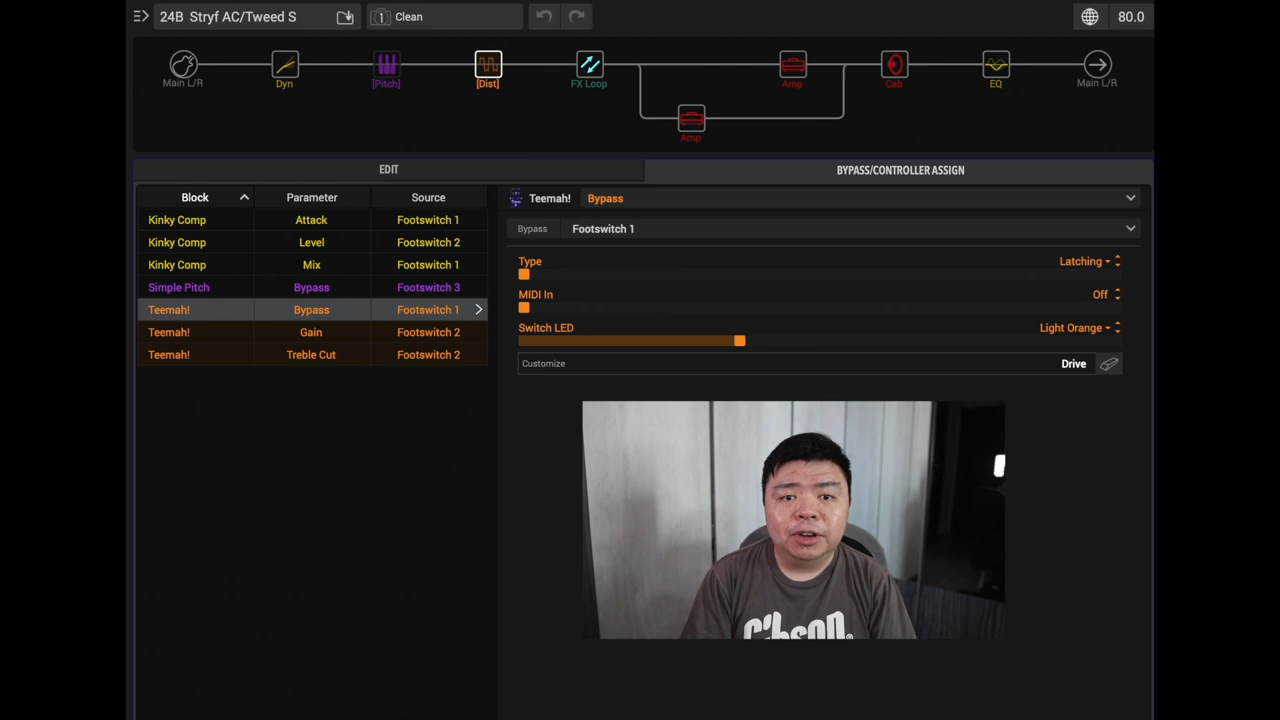 24B Stryf AC/Tweed S
1 Clean
80.0
Main L/R
Dyn
[Pitch]
[Dist]
FX Loop
Amp
Cab
EQ
Main L/R
Amp
EDIT
BYPASS/CONTROLLER ASSIGN
Block Parameter Source
Kinky Comp Attack Footswitch 1
Kinky Comp Level Footswitch 2
Kinky Comp Mix Footswitch 1
Simple Pitch Bypass Footswitch 3
Teemah! Bypass Footswitch 1
Teemah! Gain Footswitch 2
Teemah! Treble Cut Footswitch 2
Teemah! Bypass
Bypass Footswitch 1
Type Latching
MIDI In Off
Switch LED Light Orange
Customize Drive
Gibson